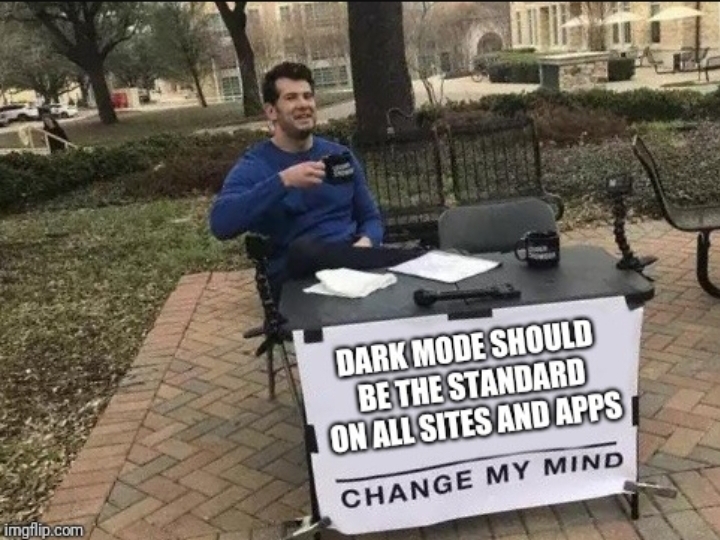 DARK MODE SHOULD
BE THE STANDARD
ON ALL SITES AND APPS
CHANGE MY MIND
imgflip.com